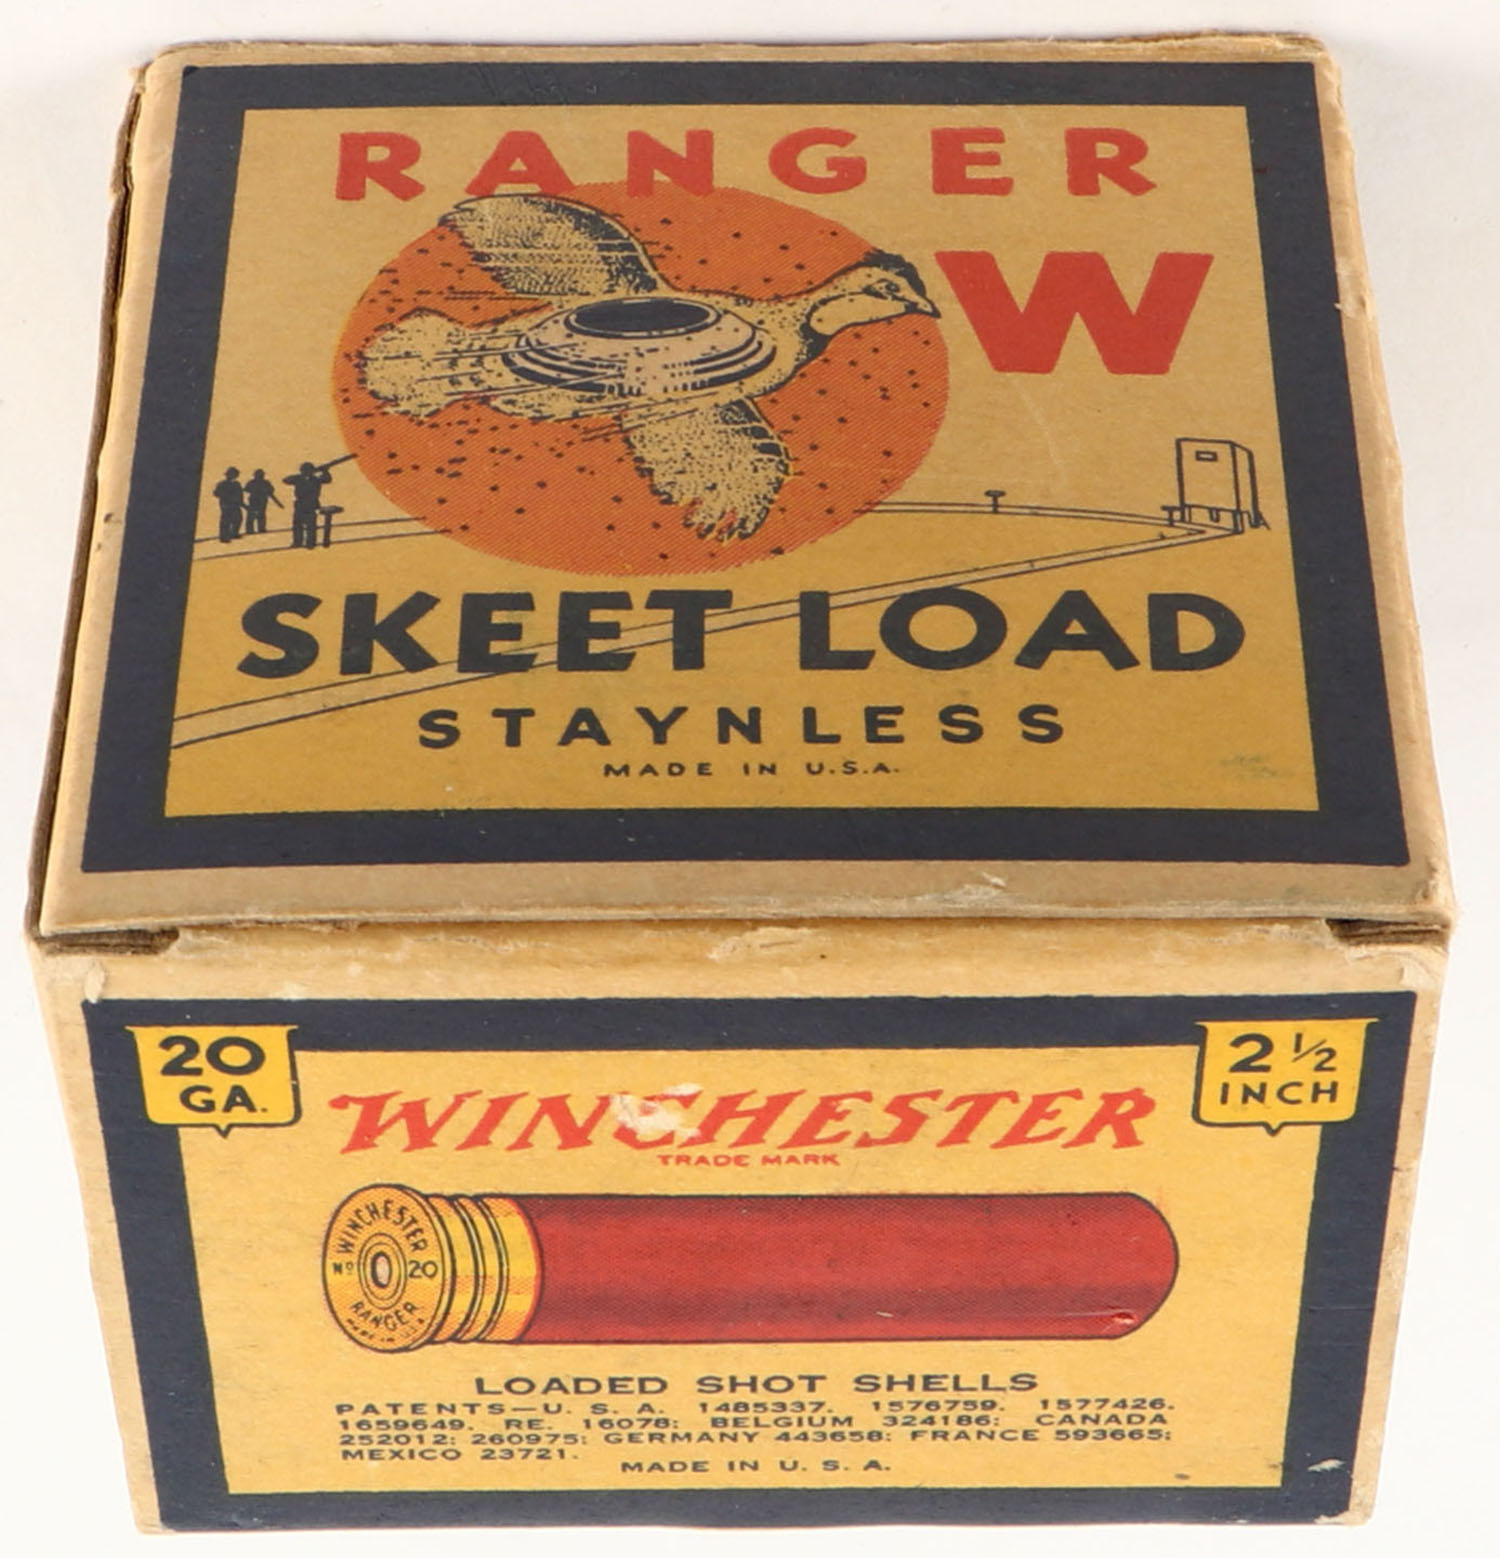 RANGER
W
SKEET LOAD
STAYNLESS
MADE IN U.S.A.
20
GA.
2 1/2
INCH
WINCHESTER
TRADE MARK
WINCHESTER
Nº 20
RANGER
MADE IN U.S.A.
LOADED SHOT SHELLS
PATENTS—U. S. A. 1485337. 1576759. 1577426.
1659649. RE. 16078; BELGIUM 324186; CANADA
252012; 260975; GERMANY 443658; FRANCE 593665;
MEXICO 23721.
MADE IN U. S. A.